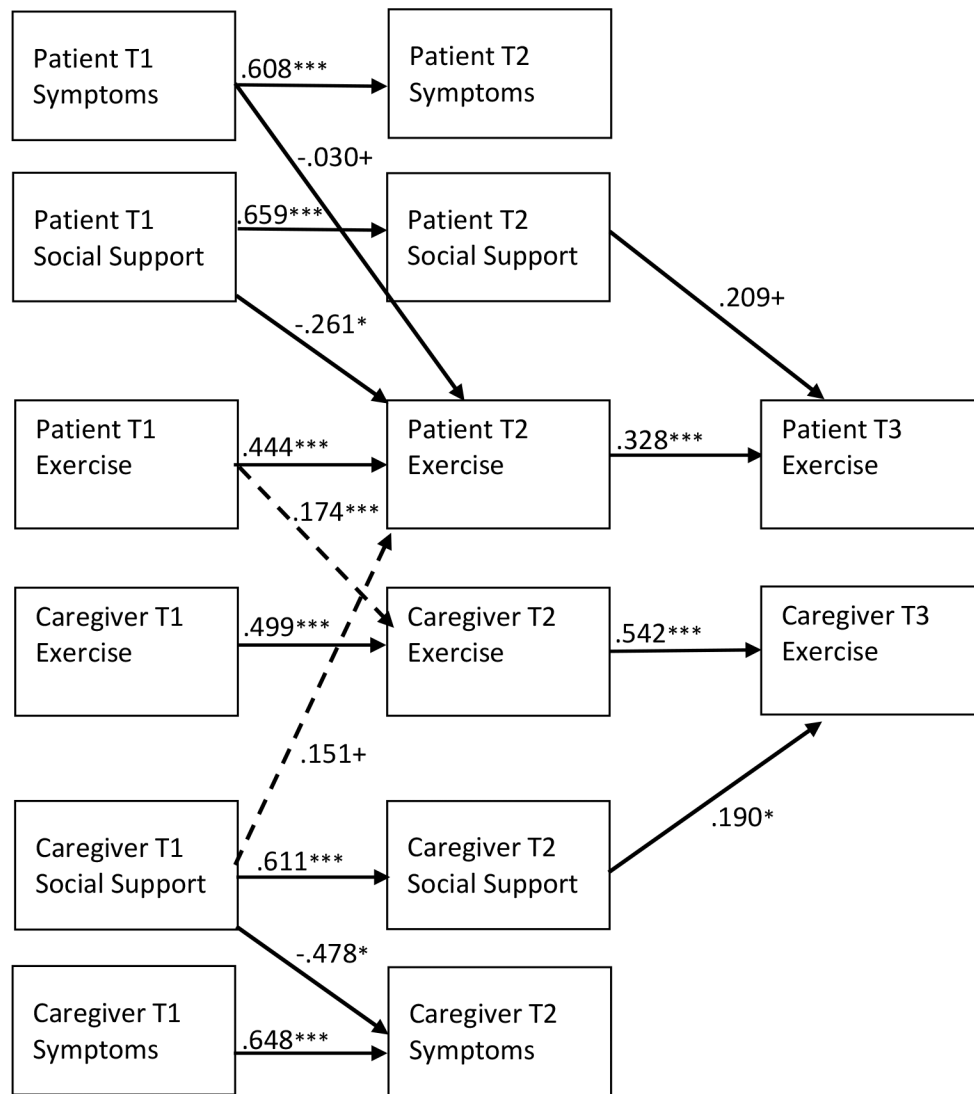 Patient T1
Symptoms
.608***
Patient T2
Symptoms
-.030+
Patient T1
Social Support
.659***
Patient T2
Social Support
.209+
-.261*
Patient T1
Exercise
.444***
Patient T2
Exercise
.328***
Patient T3
Exercise
.174***
Caregiver T1
Exercise
.499***
Caregiver T2
Exercise
.542***
Caregiver T3
Exercise
.151+
Caregiver T1
Social Support
.611***
Caregiver T2
Social Support
.190*
-.478*
Caregiver T1
Symptoms
.648***
Caregiver T2
Symptoms